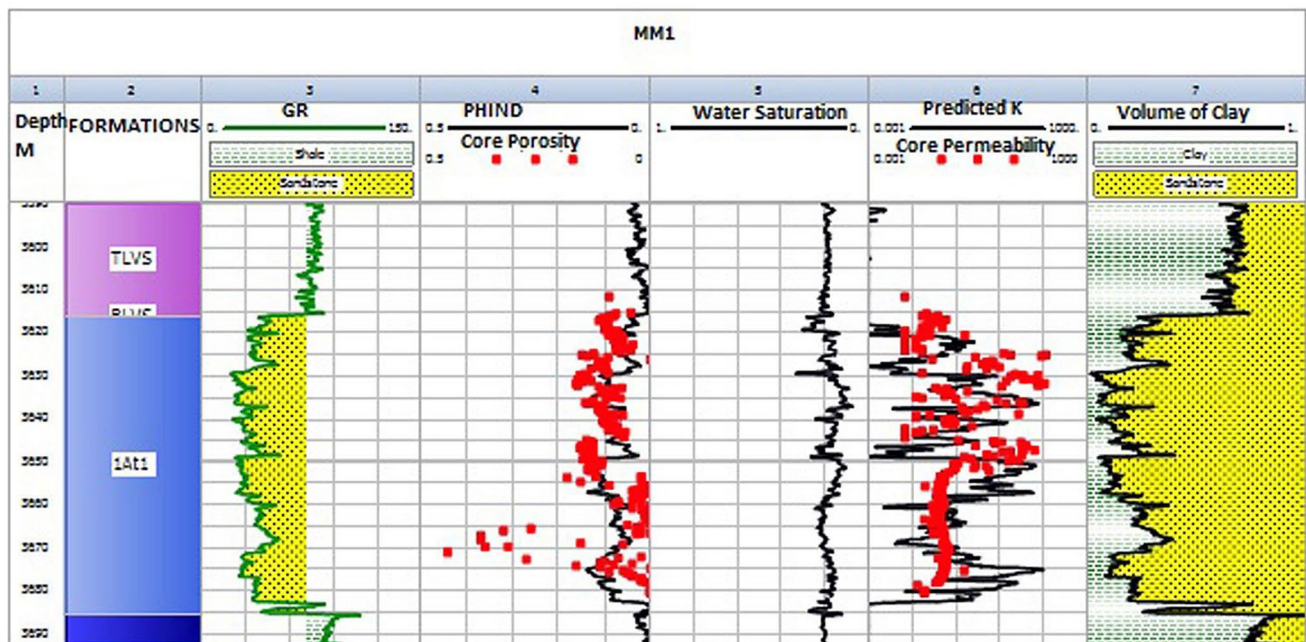 MM1
1 2 3 4 5 6 7
Depth FORMATIONS GR PHIND Water Saturation Predicted K Volume of Clay
M 0. 150. 0.5 0. 1. 0. 0.001 1000. 0. 1.
Core Porosity Core Permeability
0.5 0 0.001 1000
Shale Clay
Sandstone Sandstone
3590
3600
TLVS
3610
3620
3630
3640
1At1
3650
3660
3670
3680
3690